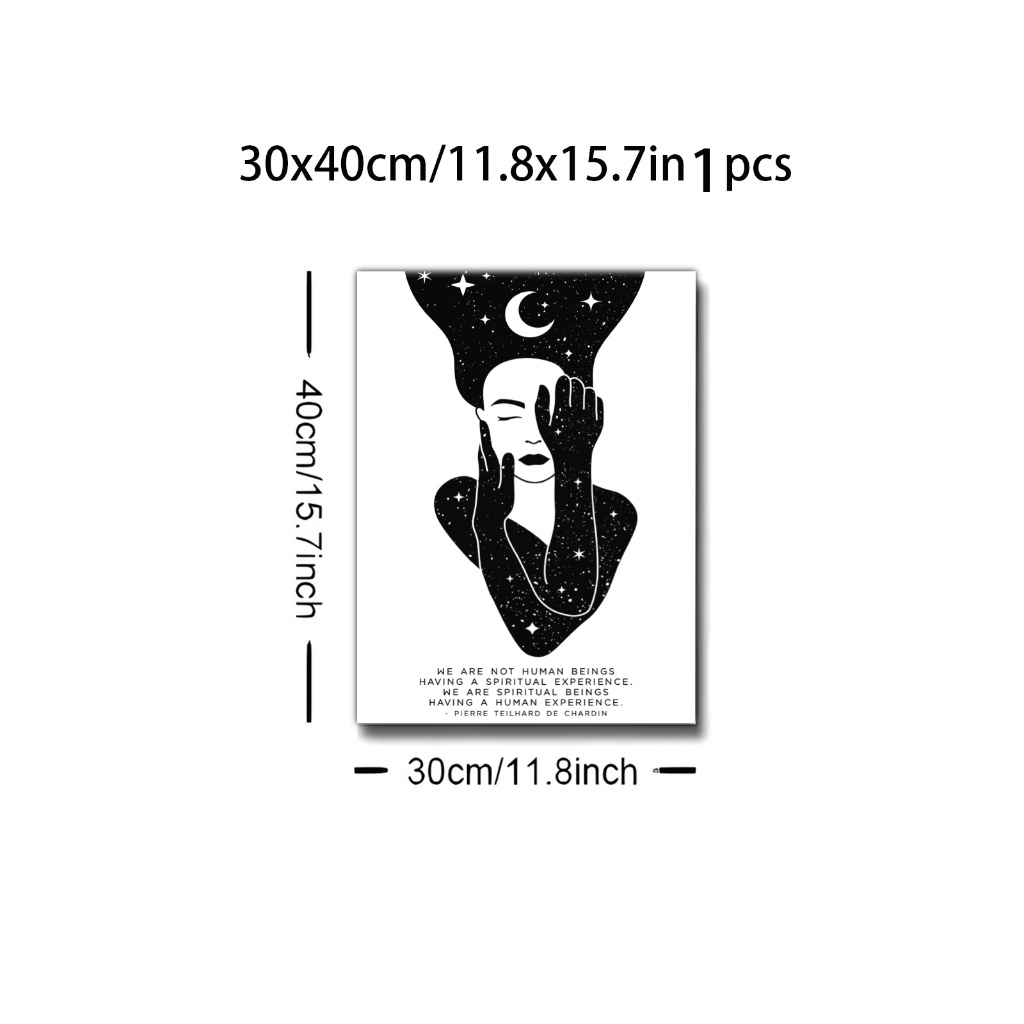 30x40cm/11.8x15.7in 1 pcs
40cm/15.7inch
WE ARE NOT HUMAN BEINGS
HAVING A SPIRITUAL EXPERIENCE.
WE ARE SPIRITUAL BEINGS
HAVING A HUMAN EXPERIENCE.
- PIERRE TEILHARD DE CHARDIN
30cm/11.8inch